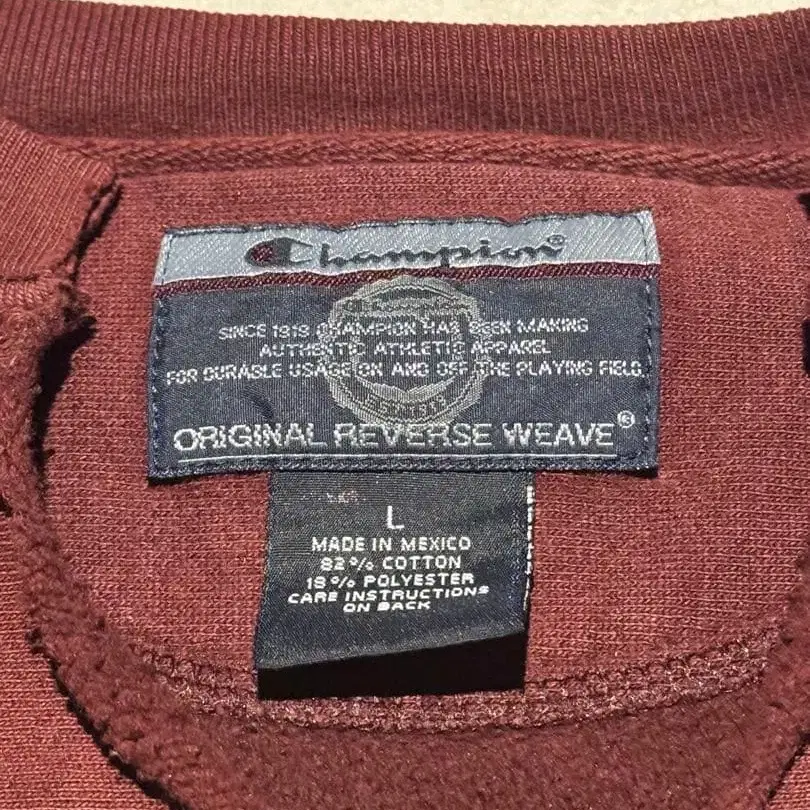 Champion®
SINCE 1919 CHAMPION HAS BEEN MAKING
AUTHENTIC ATHLETIC APPAREL
FOR DURABLE USAGE ON AND OFF THE PLAYING FIELD.
ORIGINAL REVERSE WEAVE®
L
MADE IN MEXICO
82% COTTON
18% POLYESTER
CARE INSTRUCTIONS
ON BACK